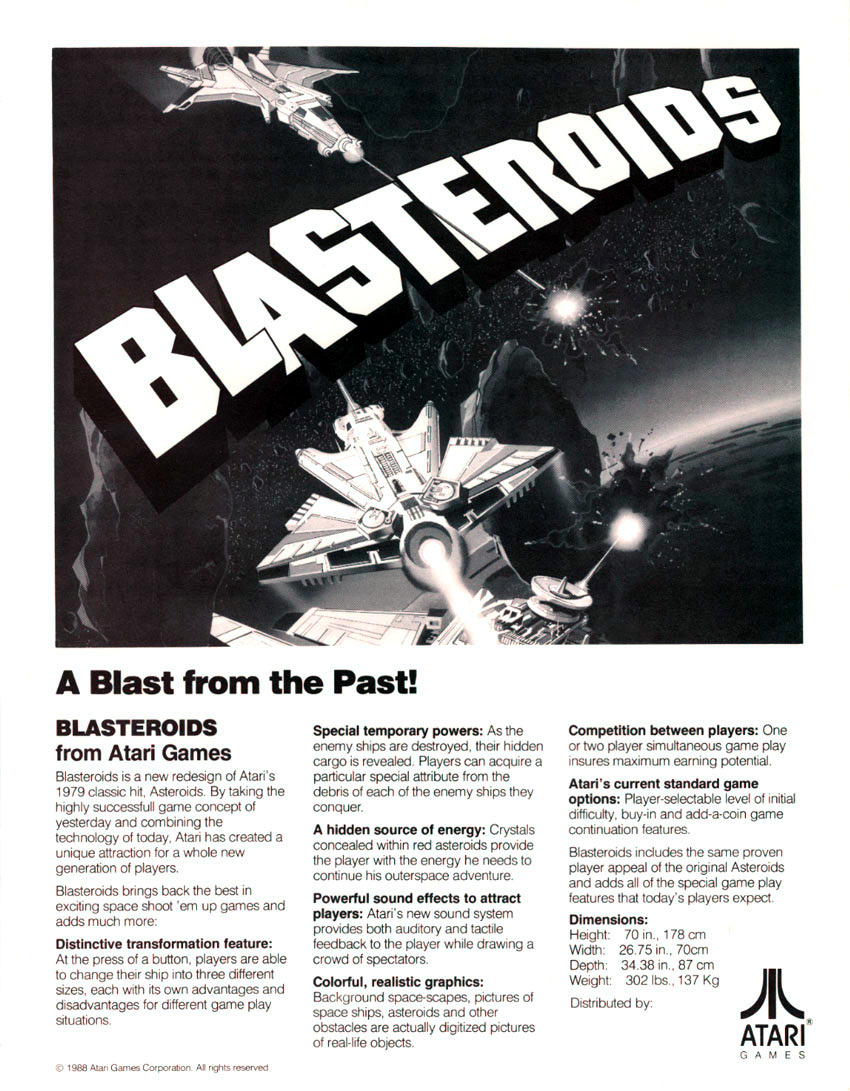 BLASTEROIDS
A Blast from the Past!
BLASTEROIDS
from Atari Games
Blasteroids is a new redesign of Atari's
1979 classic hit, Asteroids. By taking the
highly successfull game concept of
yesterday and combining the
technology of today, Atari has created a
unique attraction for a whole new
generation of players.
Blasteroids brings back the best in
exciting space shoot 'em up games and
adds much more:
Distinctive transformation feature:
At the press of a button, players are able
to change their ship into three different
sizes, each with its own advantages and
disadvantages for different game play
situations.
Special temporary powers: As the
enemy ships are destroyed, their hidden
cargo is revealed. Players can acquire a
particular special attribute from the
debris of each of the enemy ships they
conquer.
A hidden source of energy: Crystals
concealed within red asteroids provide
the player with the energy he needs to
continue his outerspace adventure.
Powerful sound effects to attract
players: Atari's new sound system
provides both auditory and tactile
feedback to the player while drawing a
crowd of spectators.
Colorful, realistic graphics:
Background space-scapes, pictures of
space ships, asteroids and other
obstacles are actually digitized pictures
of real-life objects.
Competition between players: One
or two player simultaneous game play
insures maximum earning potential.
Atari's current standard game
options: Player-selectable level of initial
difficulty, buy-in and add-a-coin game
continuation features.
Blasteroids includes the same proven
player appeal of the original Asteroids
and adds all of the special game play
features that today's players expect.
Dimensions:
Height: 70 in., 178 cm
Width: 26.75 in., 70cm
Depth: 34.38 in., 87 cm
Weight: 302 lbs., 137 Kg
Distributed by:
ATARI®
GAMES
© 1988 Atari Games Corporation. All rights reserved